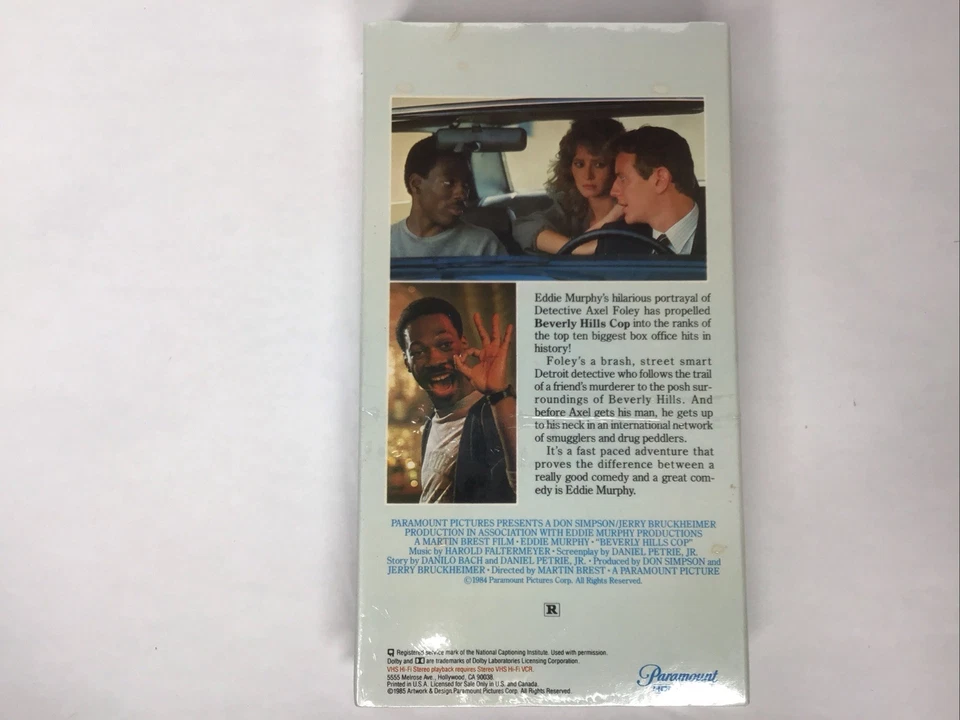 Eddie Murphy's hilarious portrayal of
Detective Axel Foley has propelled
Beverly Hills Cop into the ranks of
the top ten biggest box office hits in
history!
Foley's a brash, street smart
Detroit detective who follows the trail
of a friend's murderer to the posh sur-
roundings of Beverly Hills. And
before Axel gets his man, he gets up
to his neck in an international network
of smugglers and drug peddlers.
It's a fast paced adventure that
proves the difference between a
really good comedy and a great com-
edy is Eddie Murphy.
PARAMOUNT PICTURES PRESENTS A DON SIMPSON/JERRY BRUCKHEIMER
PRODUCTION IN ASSOCIATION WITH EDDIE MURPHY PRODUCTIONS
A MARTIN BREST FILM • EDDIE MURPHY • "BEVERLY HILLS COP"
Music by HAROLD FALTERMEYER • Screenplay by DANIEL PETRIE, JR.
Story by DANILO BACH and DANIEL PETRIE, JR. • Produced by DON SIMPSON and
JERRY BRUCKHEIMER • Directed by MARTIN BREST • A PARAMOUNT PICTURE
©1984 Paramount Pictures Corp. All Rights Reserved.
R
Registered service mark of the National Captioning Institute. Used with permission.
Dolby and are trademarks of Dolby Laboratories Licensing Corporation.
VHS Hi-Fi Stereo playback requires Stereo VHS Hi-Fi VCR.
5555 Melrose Ave., Hollywood, CA 90038.
Printed in U.S.A. Licensed for Sale Only in U.S. and Canada.
©1985 Artwork & Design Paramount Pictures Corp. All Rights Reserved.
Paramount